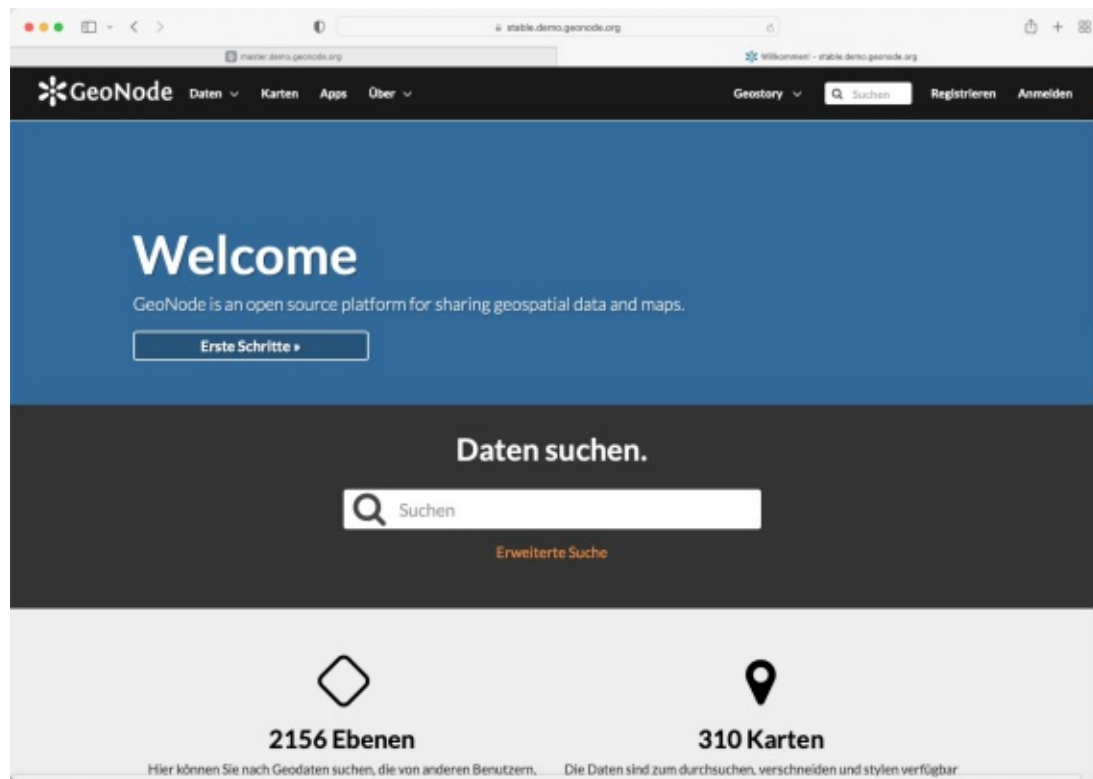 stable.demo.geonode.org
master.demo.geonode.org
Willkommen! - stable.demo.geonode.org
GeoNode Daten Karten Apps Über Geostory Suchen Registrieren Anmelden
Welcome
GeoNode is an open source platform for sharing geospatial data and maps.
Erste Schritte »
Daten suchen.
Suchen
Erweiterte Suche
2156 Ebenen
310 Karten
Hier können Sie nach Geodaten suchen, die von anderen Benutzern,
Die Daten sind zum durchsuchen, verschneiden und stylen verfügbar